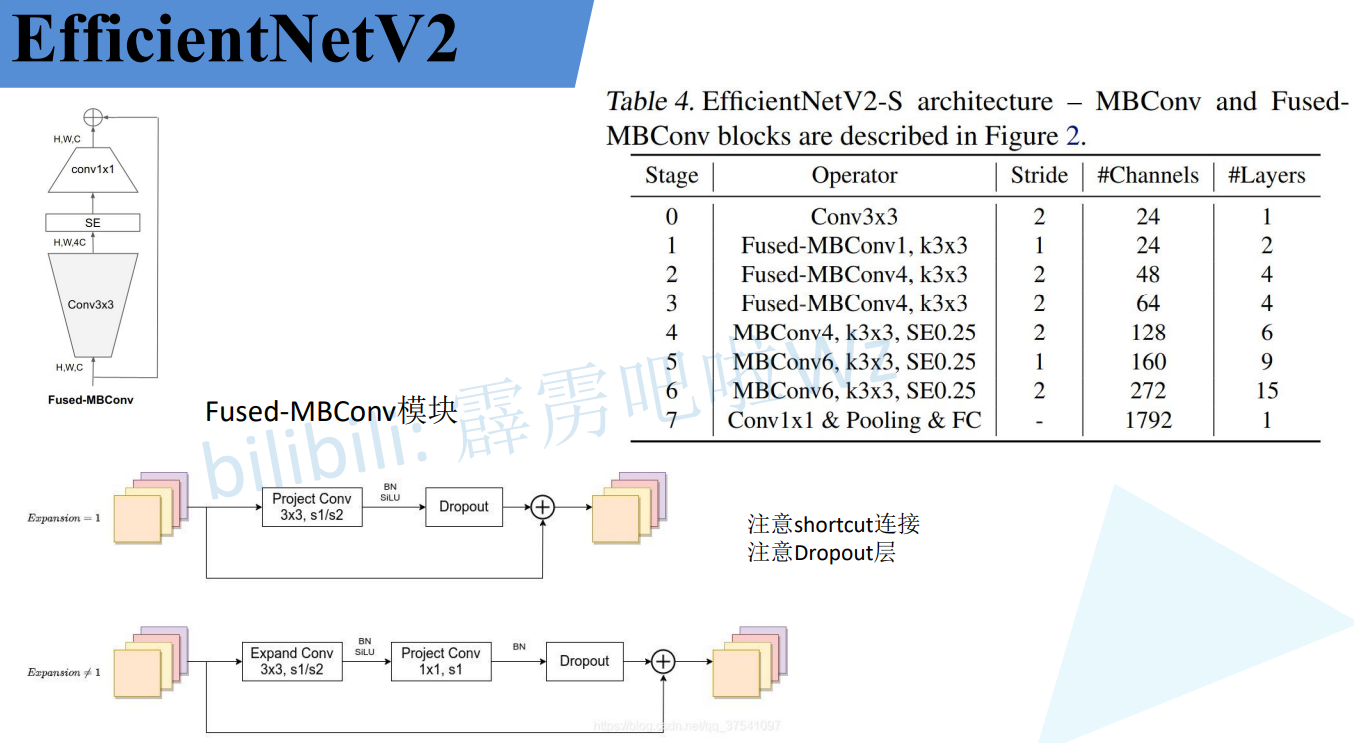 EfficientNetV2
H,W,C
conv1x1
SE
H,W,4C
Conv3x3
H,W,C
Fused-MBConv
Fused-MBConv模块
Table 4. EfficientNetV2-S architecture – MBConv and Fused-
MBConv blocks are described in Figure 2.
Stage Operator Stride #Channels #Layers
0 Conv3x3 2 24 1
1 Fused-MBConv1, k3x3 1 24 2
2 Fused-MBConv4, k3x3 2 48 4
3 Fused-MBConv4, k3x3 2 64 4
4 MBConv4, k3x3, SE0.25 2 128 6
5 MBConv6, k3x3, SE0.25 1 160 9
6 MBConv6, k3x3, SE0.25 2 272 15
7 Conv1x1 & Pooling & FC - 1792 1
bilibili: 霹雳吧啦Wz
Expansion = 1
Project Conv
3x3, s1/s2
BN
SiLU
Dropout
注意shortcut连接
注意Dropout层
Expansion ≠ 1
Expand Conv
3x3, s1/s2
BN
SiLU
Project Conv
1x1, s1
BN
Dropout
https://blog.csdn.net/qq_37541097